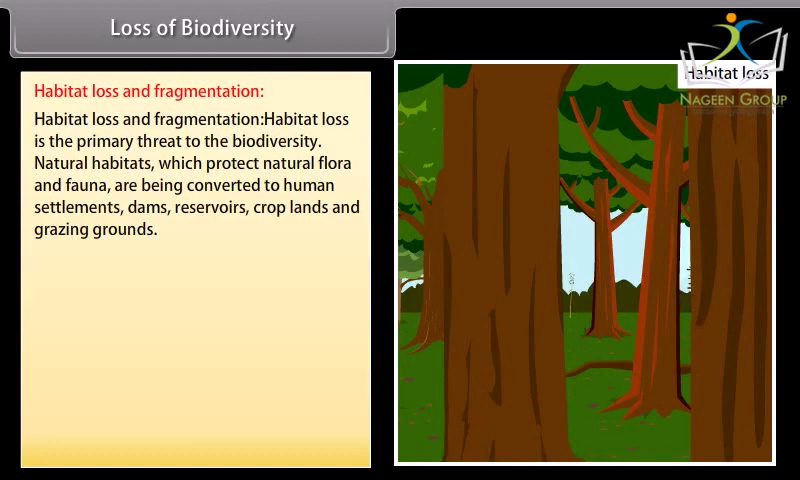 Loss of Biodiversity
Habitat loss
NAGEEN GROUP
Habitat loss and fragmentation:
Habitat loss and fragmentation:Habitat loss
is the primary threat to the biodiversity.
Natural habitats, which protect natural flora
and fauna, are being converted to human
settlements, dams, reservoirs, crop lands and
grazing grounds.